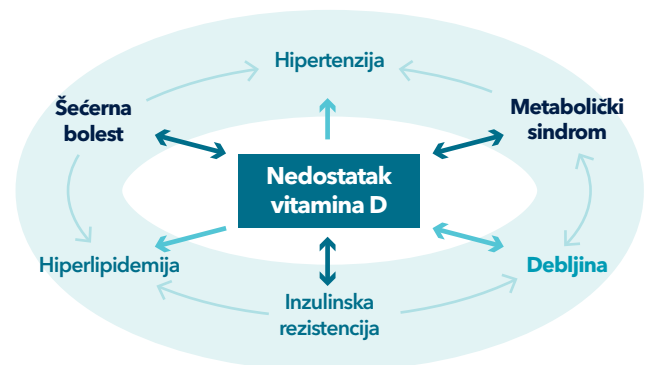 Hipertenzija
Šećerna
bolest
Metabolički
sindrom
Nedostatak
vitamina D
Hiperlipidemija
Debljina
Inzulinska
rezistencija